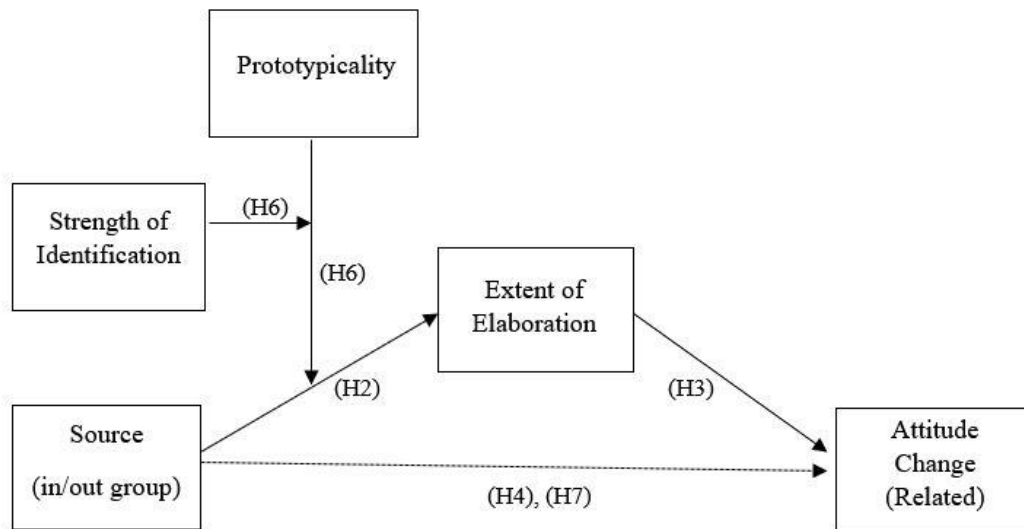 Prototypicality
Strength of
Identification
(H6)
(H6)
Extent of
Elaboration
(H2)
(H3)
Source
(in/out group)
Attitude
Change
(Related)
(H4), (H7)